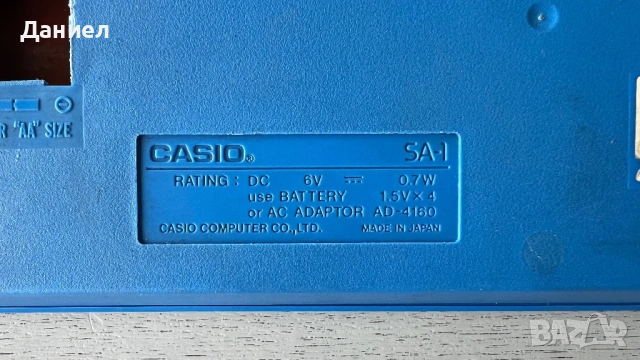 Даниел
R "AA" SIZE
CASIO® SA-1
RATING : DC 6V ⎓ 0.7W
use BATTERY 1.5V × 4
or AC ADAPTOR AD-4160
CASIO COMPUTER CO.,LTD. MADE IN JAPAN
BAZAR